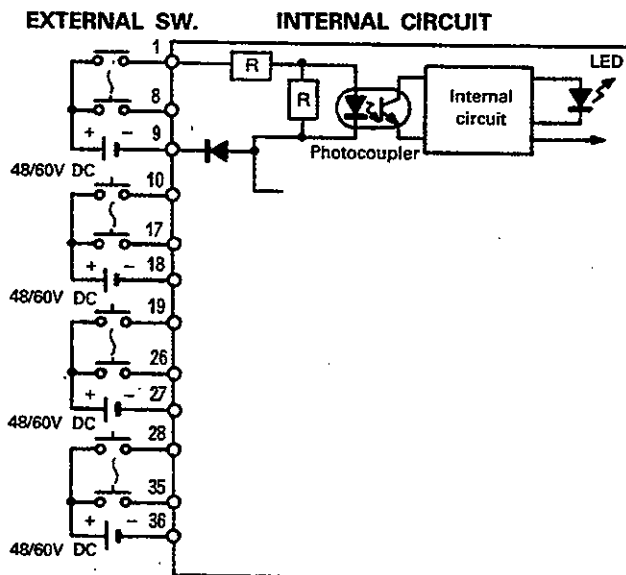 EXTERNAL SW. INTERNAL CIRCUIT
1
R
LED
8
R
Internal
circuit
+ - 9
Photocoupler
48/60V DC
10
17
+ - 18
48/60V DC
19
26
+ - 27
48/60V DC
28
35
+ - 36
48/60V DC